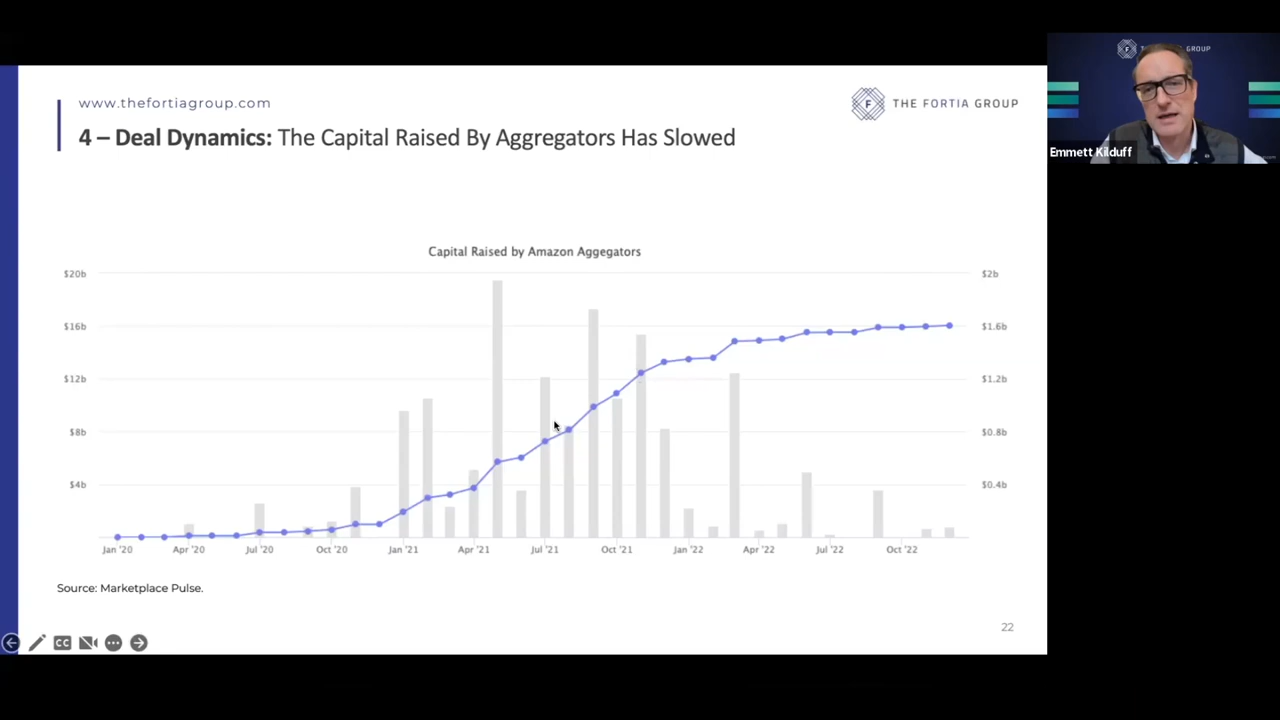 www.thefortiagroup.com
THE FORTIA GROUP
4 – Deal Dynamics: The Capital Raised By Aggregators Has Slowed
GROUP
Emmett Kilduff
Capital Raised by Amazon Aggegators
$20b
$16b
$12b
$8b
$4b
$2b
$1.6b
$1.2b
$0.8b
$0.4b
Jan '20
Apr '20
Jul '20
Oct '20
Jan '21
Apr '21
Jul '21
Oct '21
Jan '22
Apr '22
Jul '22
Oct '22
Source: Marketplace Pulse.
22
CC